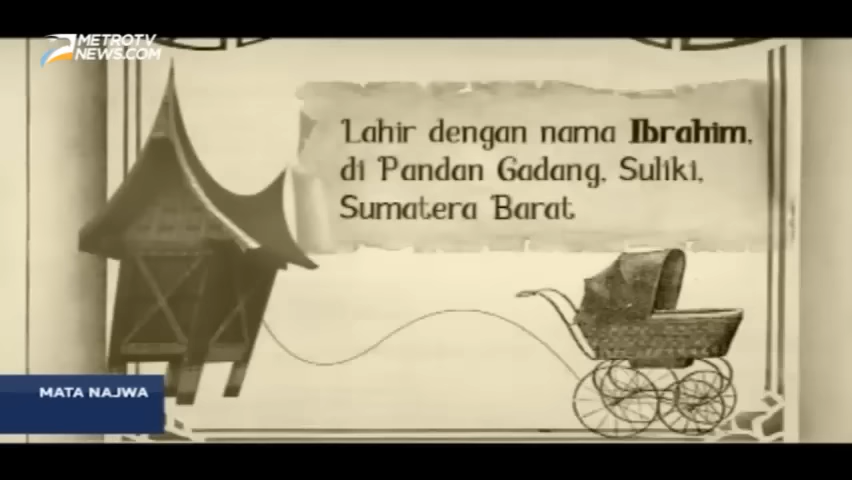 METROTV
NEWS.COM
Lahir dengan nama Ibrahim,
di Pandan Gadang, Suliki,
Sumatera Barat
MATA NAJWA